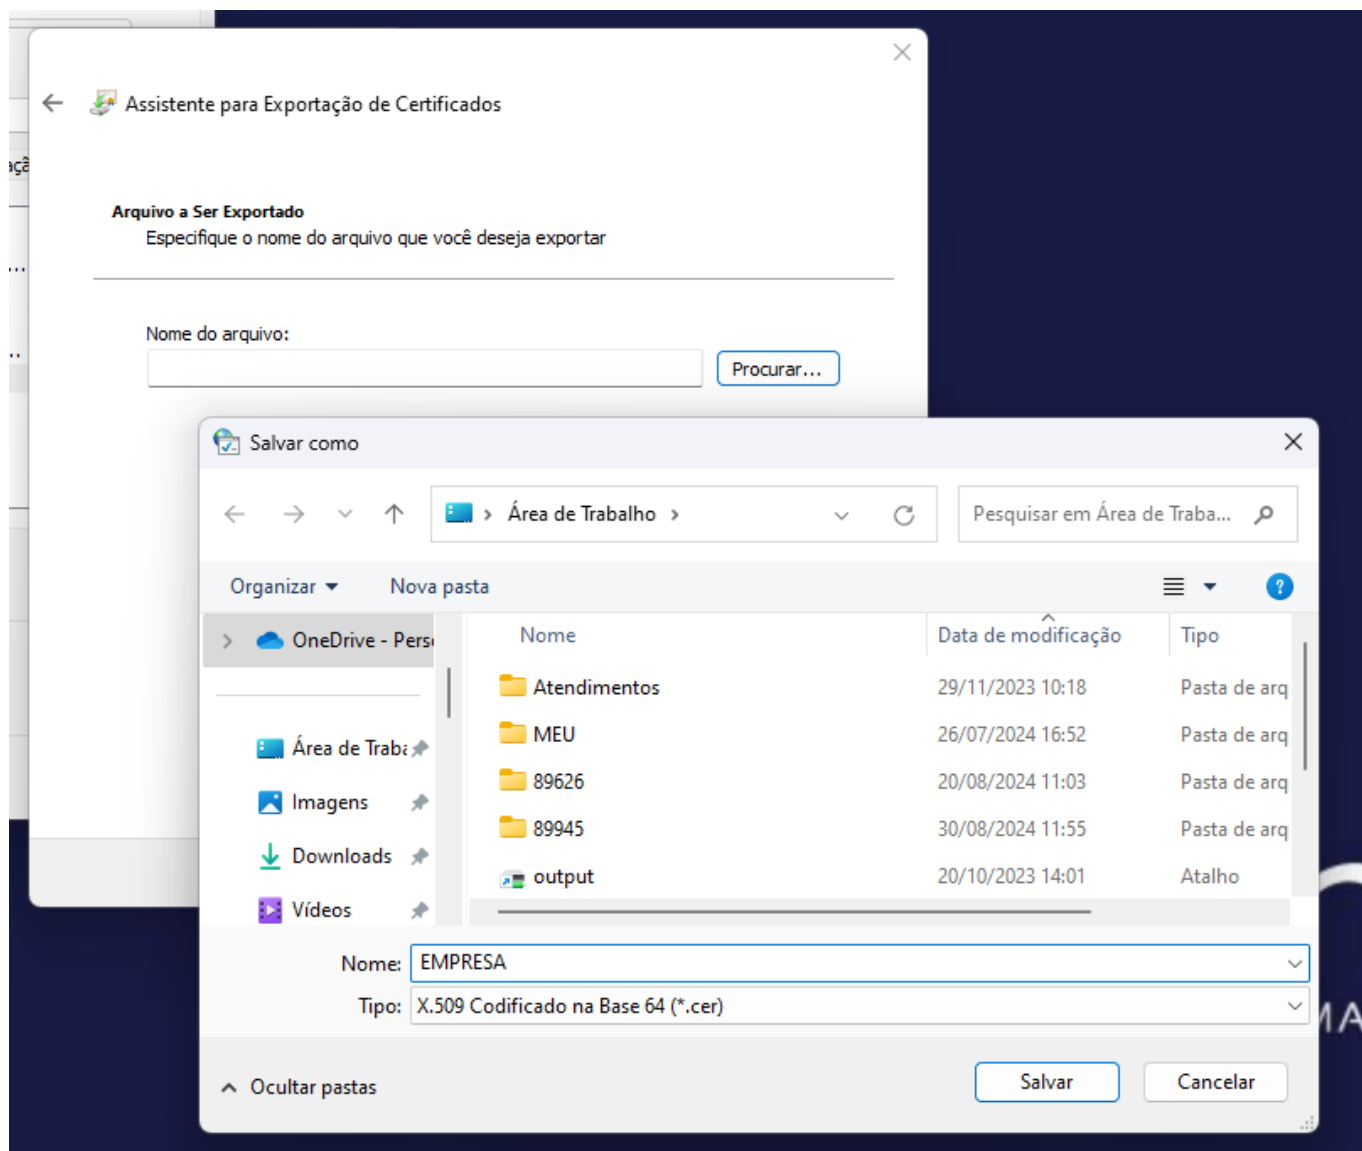 Assistente para Exportação de Certificados
Arquivo a Ser Exportado
Especifique o nome do arquivo que você deseja exportar
...
Nome do arquivo:
Procurar...
Salvar como
Área de Trabalho
Pesquisar em Área de Traba...
Organizar
Nova pasta
OneDrive - Pers
Nome
Data de modificação
Tipo
Atendimentos
29/11/2023 10:18
Pasta de arq
Área de Traba
MEU
26/07/2024 16:52
Pasta de arq
Imagens
89626
20/08/2024 11:03
Pasta de arq
Downloads
89945
30/08/2024 11:55
Pasta de arq
Vídeos
output
20/10/2023 14:01
Atalho
Nome:
EMPRESA
Tipo:
X.509 Codificado na Base 64 (*.cer)
MA
Ocultar pastas
Salvar
Cancelar